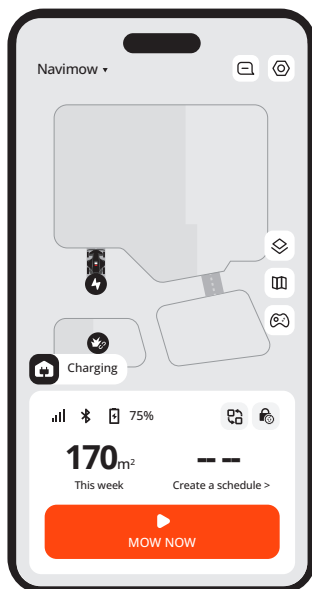 Navimow
Charging
75%
170m²
-- --
This week
Create a schedule >
MOW NOW